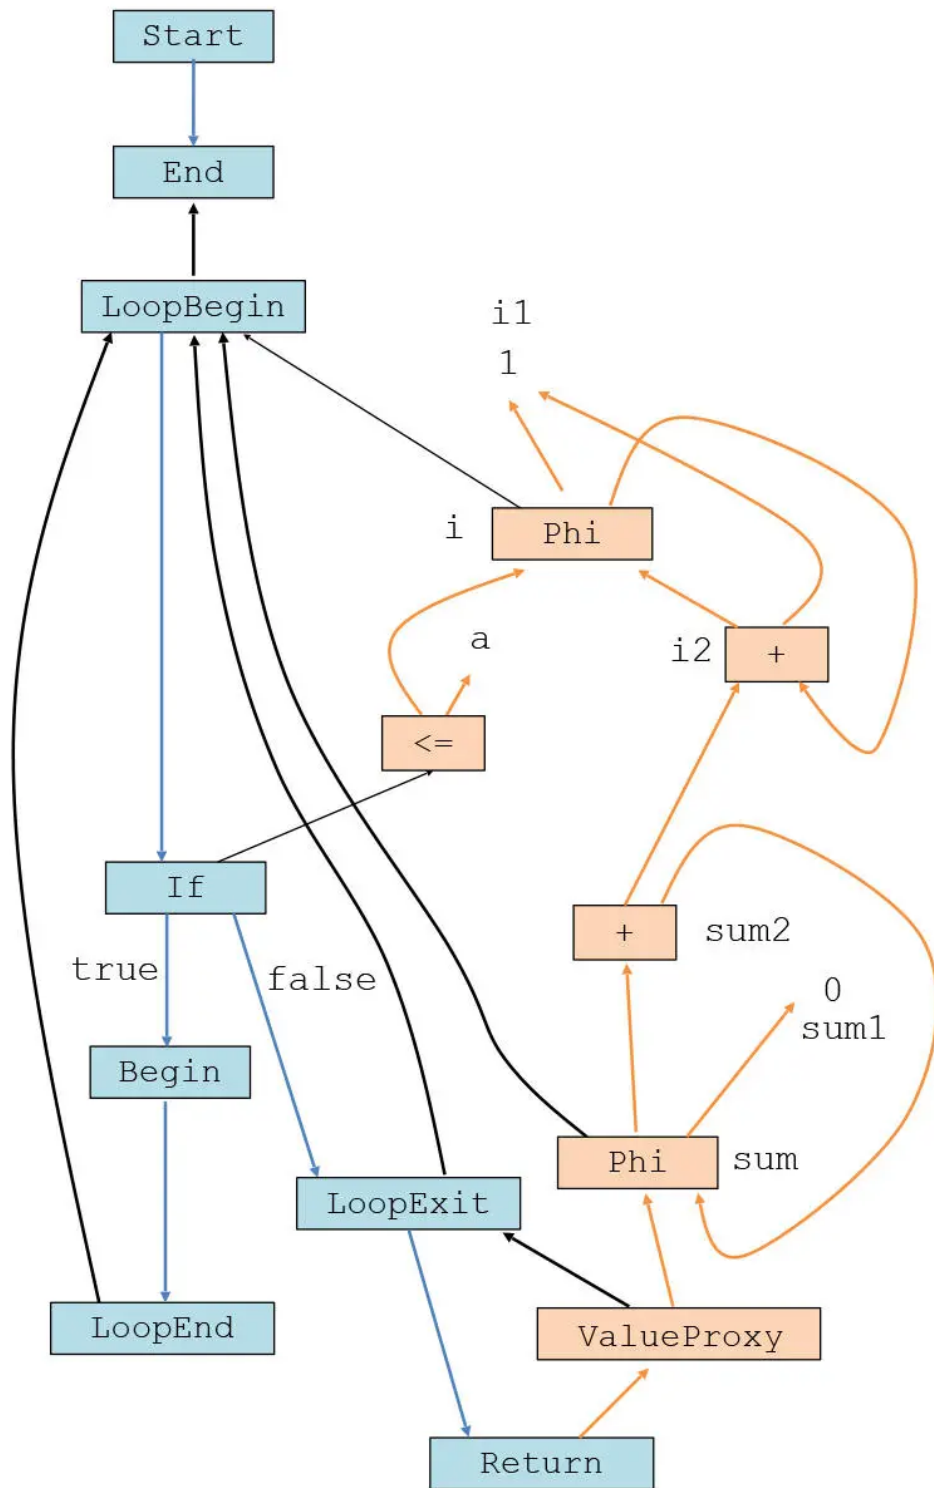 Start
End
LoopBegin
i1
1
i
Phi
a
i2
+
<=
If
true
false
+
sum2
0
sum1
Begin
Phi
sum
LoopExit
LoopEnd
ValueProxy
Return